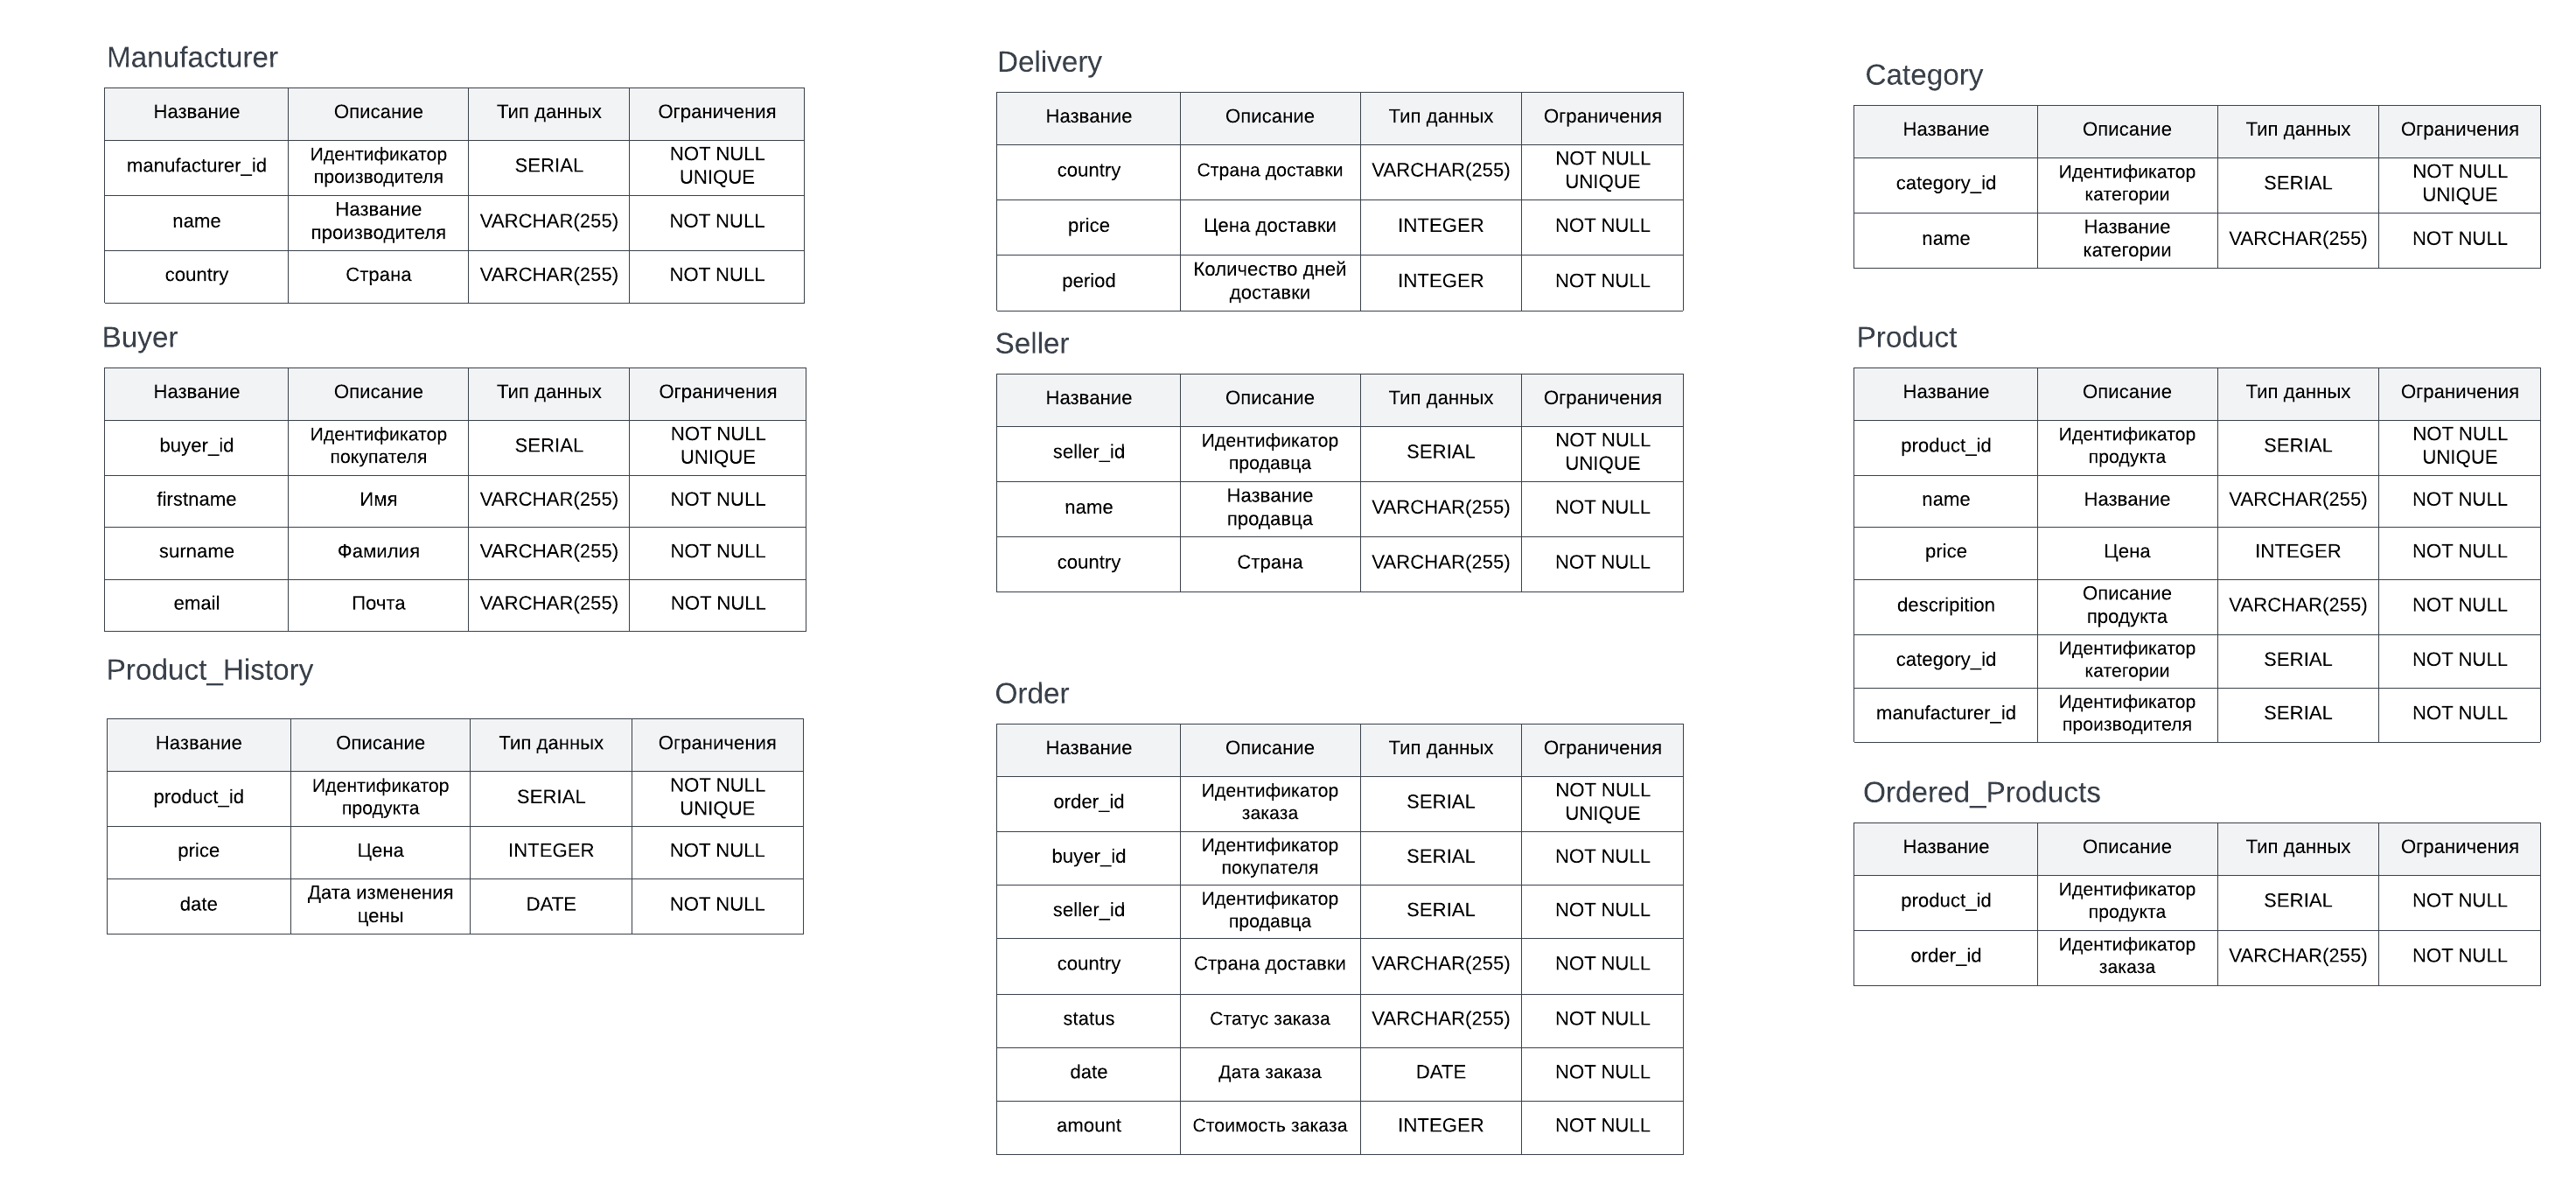 Manufacturer
Название Описание Тип данных Ограничения
manufacturer_id Идентификатор производителя SERIAL NOT NULL UNIQUE
name Название производителя VARCHAR(255) NOT NULL
country Страна VARCHAR(255) NOT NULL
Buyer
Название Описание Тип данных Ограничения
buyer_id Идентификатор покупателя SERIAL NOT NULL UNIQUE
firstname Имя VARCHAR(255) NOT NULL
surname Фамилия VARCHAR(255) NOT NULL
email Почта VARCHAR(255) NOT NULL
Product_History
Название Описание Тип данных Ограничения
product_id Идентификатор продукта SERIAL NOT NULL UNIQUE
price Цена INTEGER NOT NULL
date Дата изменения цены DATE NOT NULL
Delivery
Название Описание Тип данных Ограничения
country Страна доставки VARCHAR(255) NOT NULL UNIQUE
price Цена доставки INTEGER NOT NULL
period Количество дней доставки INTEGER NOT NULL
Seller
Название Описание Тип данных Ограничения
seller_id Идентификатор продавца SERIAL NOT NULL UNIQUE
name Название продавца VARCHAR(255) NOT NULL
country Страна VARCHAR(255) NOT NULL
Order
Название Описание Тип данных Ограничения
order_id Идентификатор заказа SERIAL NOT NULL UNIQUE
buyer_id Идентификатор покупателя SERIAL NOT NULL
seller_id Идентификатор продавца SERIAL NOT NULL
country Страна доставки VARCHAR(255) NOT NULL
status Статус заказа VARCHAR(255) NOT NULL
date Дата заказа DATE NOT NULL
amount Стоимость заказа INTEGER NOT NULL
Category
Название Описание Тип данных Ограничения
category_id Идентификатор категории SERIAL NOT NULL UNIQUE
name Название категории VARCHAR(255) NOT NULL
Product
Название Описание Тип данных Ограничения
product_id Идентификатор продукта SERIAL NOT NULL UNIQUE
name Название VARCHAR(255) NOT NULL
price Цена INTEGER NOT NULL
descripition Описание продукта VARCHAR(255) NOT NULL
category_id Идентификатор категории SERIAL NOT NULL
manufacturer_id Идентификатор производителя SERIAL NOT NULL
Ordered_Products
Название Описание Тип данных Ограничения
product_id Идентификатор продукта SERIAL NOT NULL
order_id Идентификатор заказа VARCHAR(255) NOT NULL